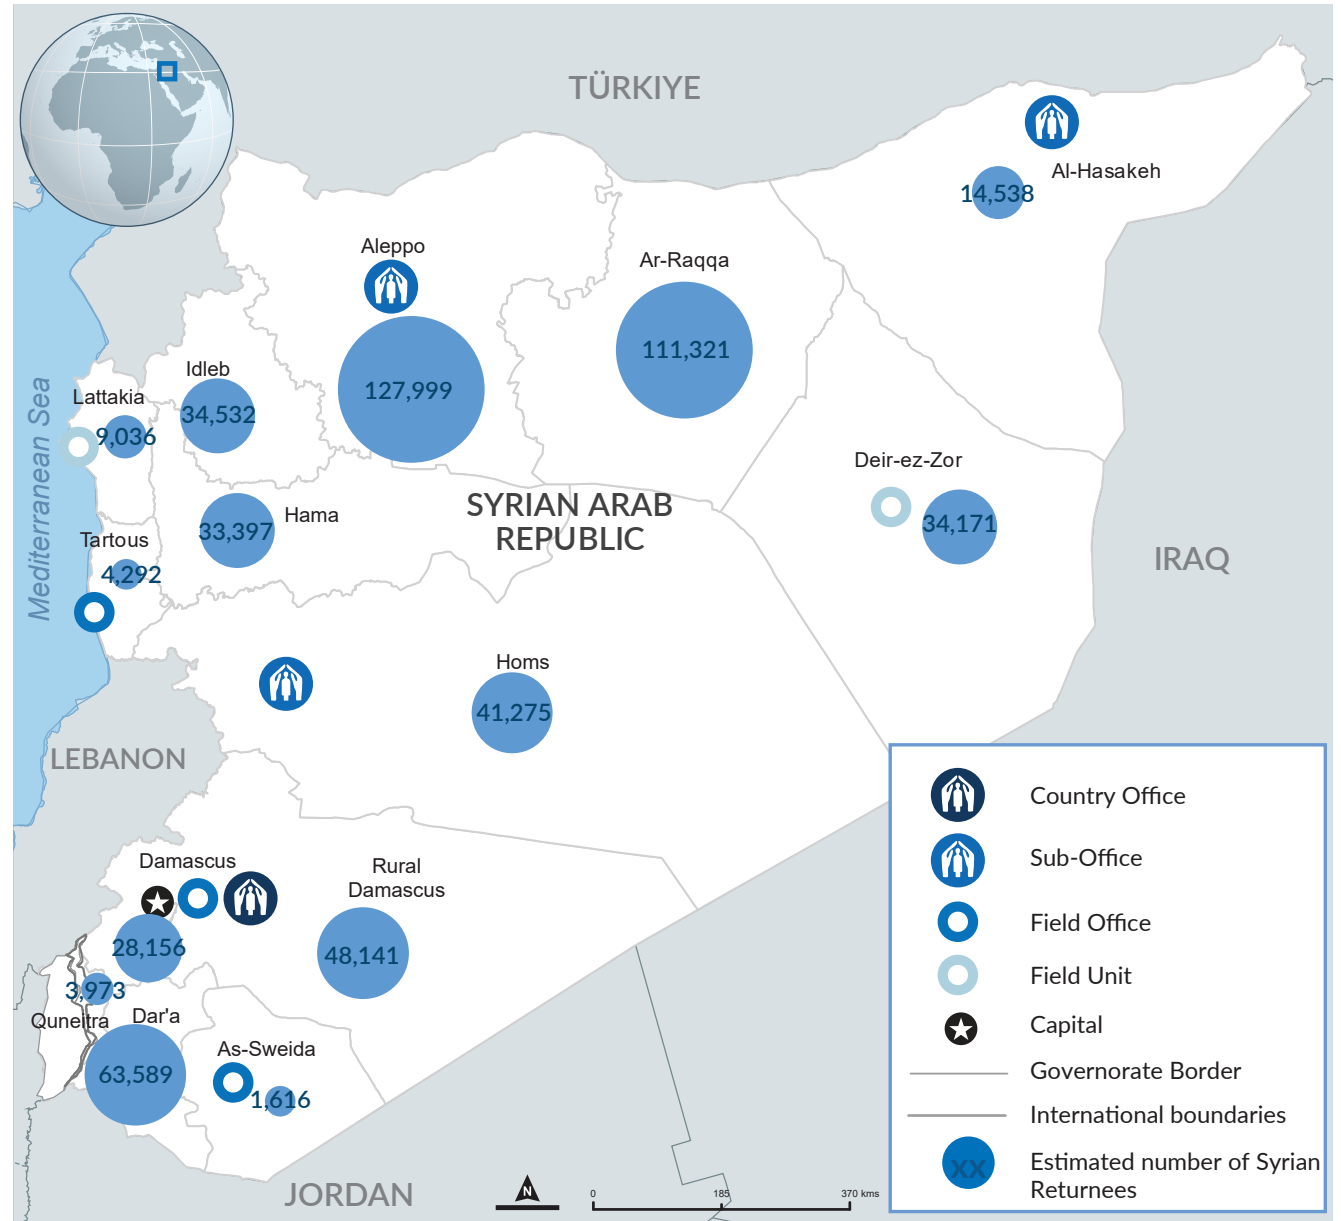 TÜRKIYE
Al-Hasakeh
14,538
Aleppo
127,999
Ar-Raqqa
111,321
Idleb
34,532
Lattakia
9,036
Mediterranean Sea
Deir-ez-Zor
34,171
SYRIAN ARAB
REPUBLIC
Hama
33,397
Tartous
4,292
IRAQ
Homs
41,275
LEBANON
Damascus
28,156
Rural
Damascus
48,141
3,973
Quneitra
Dar'a
63,589
As-Sweida
1,616
JORDAN
N
0
185
370 kms
Country Office
Sub-Office
Field Office
Field Unit
Capital
Governorate Border
International boundaries
XX
Estimated number of Syrian
Returnees